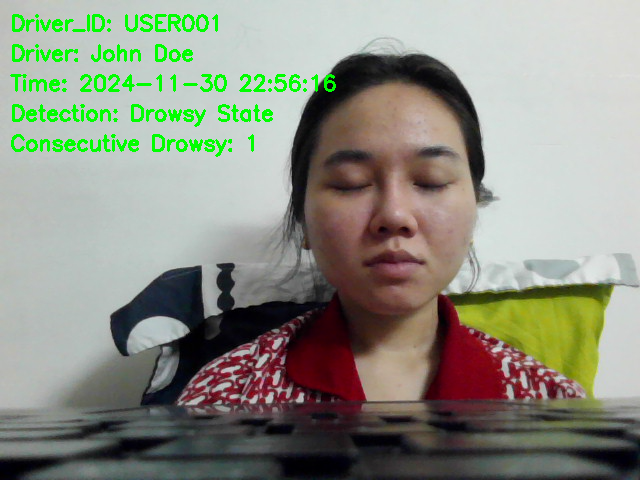 Driver_ID: USER001
Driver: John Doe
Time: 2024-11-30 22:56:16
Detection: Drowsy State
Consecutive Drowsy: 1